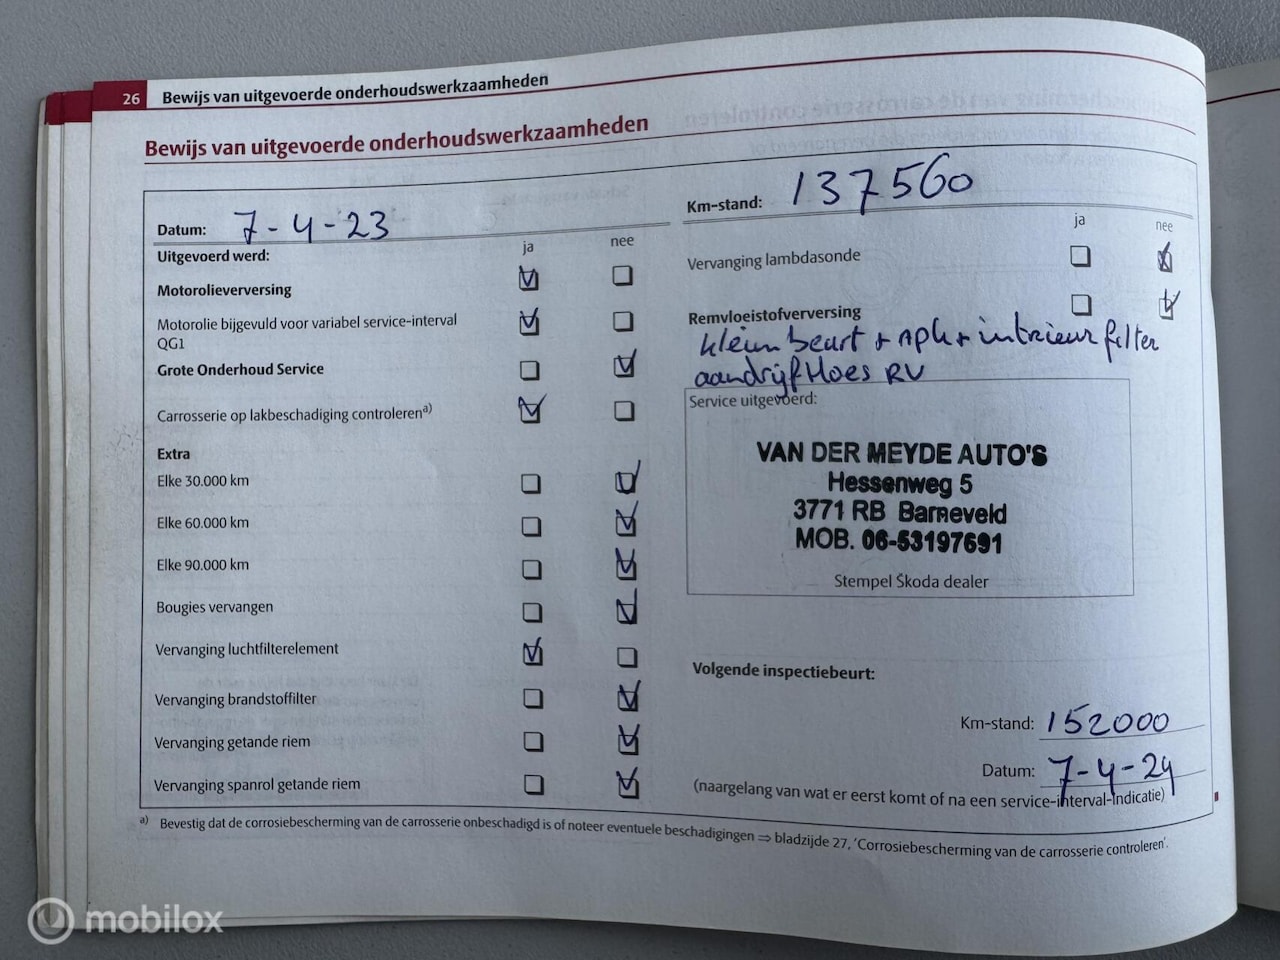 26 Bewijs van uitgevoerde onderhoudswerkzaamheden
Bewijs van uitgevoerde onderhoudswerkzaamheden
Datum: 7-4-23
Uitgevoerd werd:
ja nee
Motorolieverversing
Motorolie bijgevuld voor variabel service-interval
QG1
Grote Onderhoud Service
Carrosserie op lakbeschadiging controleren a)
Extra
Elke 30.000 km
Elke 60.000 km
Elke 90.000 km
Bougies vervangen
Vervanging luchtfilterelement
Vervanging brandstoffilter
Vervanging getande riem
Vervanging spanrol getande riem
Km-stand: 137560
ja nee
Vervanging lambdasonde
Remvloeistofverversing
klein beurt + APK + intrieur filter
aandrijfHoes RV
Service uitgevoerd:
VAN DER MEYDE AUTO'S
Hessenweg 5
3771 RB Barneveld
MOB. 06-53197691
Stempel Škoda dealer
Volgende inspectiebeurt:
Km-stand: 152000
Datum: 7-4-24
(naargelang van wat er eerst komt of na een service-interval-indicatie)
a) Bevestig dat de corrosiebescherming van de carrosserie onbeschadigd is of noteer eventuele beschadigingen ⇒ bladzijde 27, 'Corrosiebescherming van de carrosserie controleren'.
mobilox